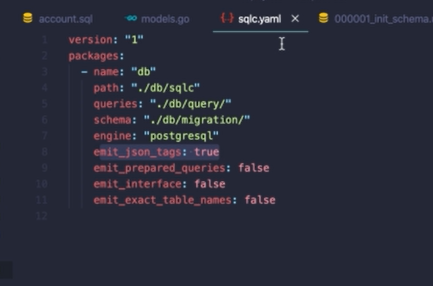 account.sql models.go sqlc.yaml 000001_init_schema.
1 version: "1"
2 packages:
3 - name: "db"
4 path: "./db/sqlc"
5 queries: "./db/query/"
6 schema: "./db/migration/"
7 engine: "postgresql"
8 emit_json_tags: true
9 emit_prepared_queries: false
10 emit_interface: false
11 emit_exact_table_names: false
12